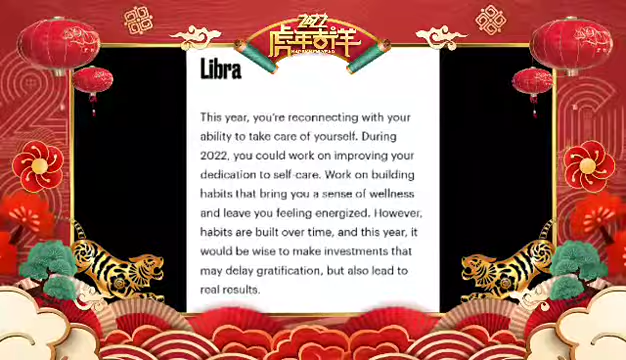 2022
虎年吉祥
Libra
This year, you're reconnecting with your
ability to take care of yourself. During
2022, you could work on improving your
dedication to self-care. Work on building
habits that bring you a sense of wellness
and leave you feeling energized. However,
habits are built over time, and this year, it
would be wise to make investments that
may delay gratification, but also lead to
real results.